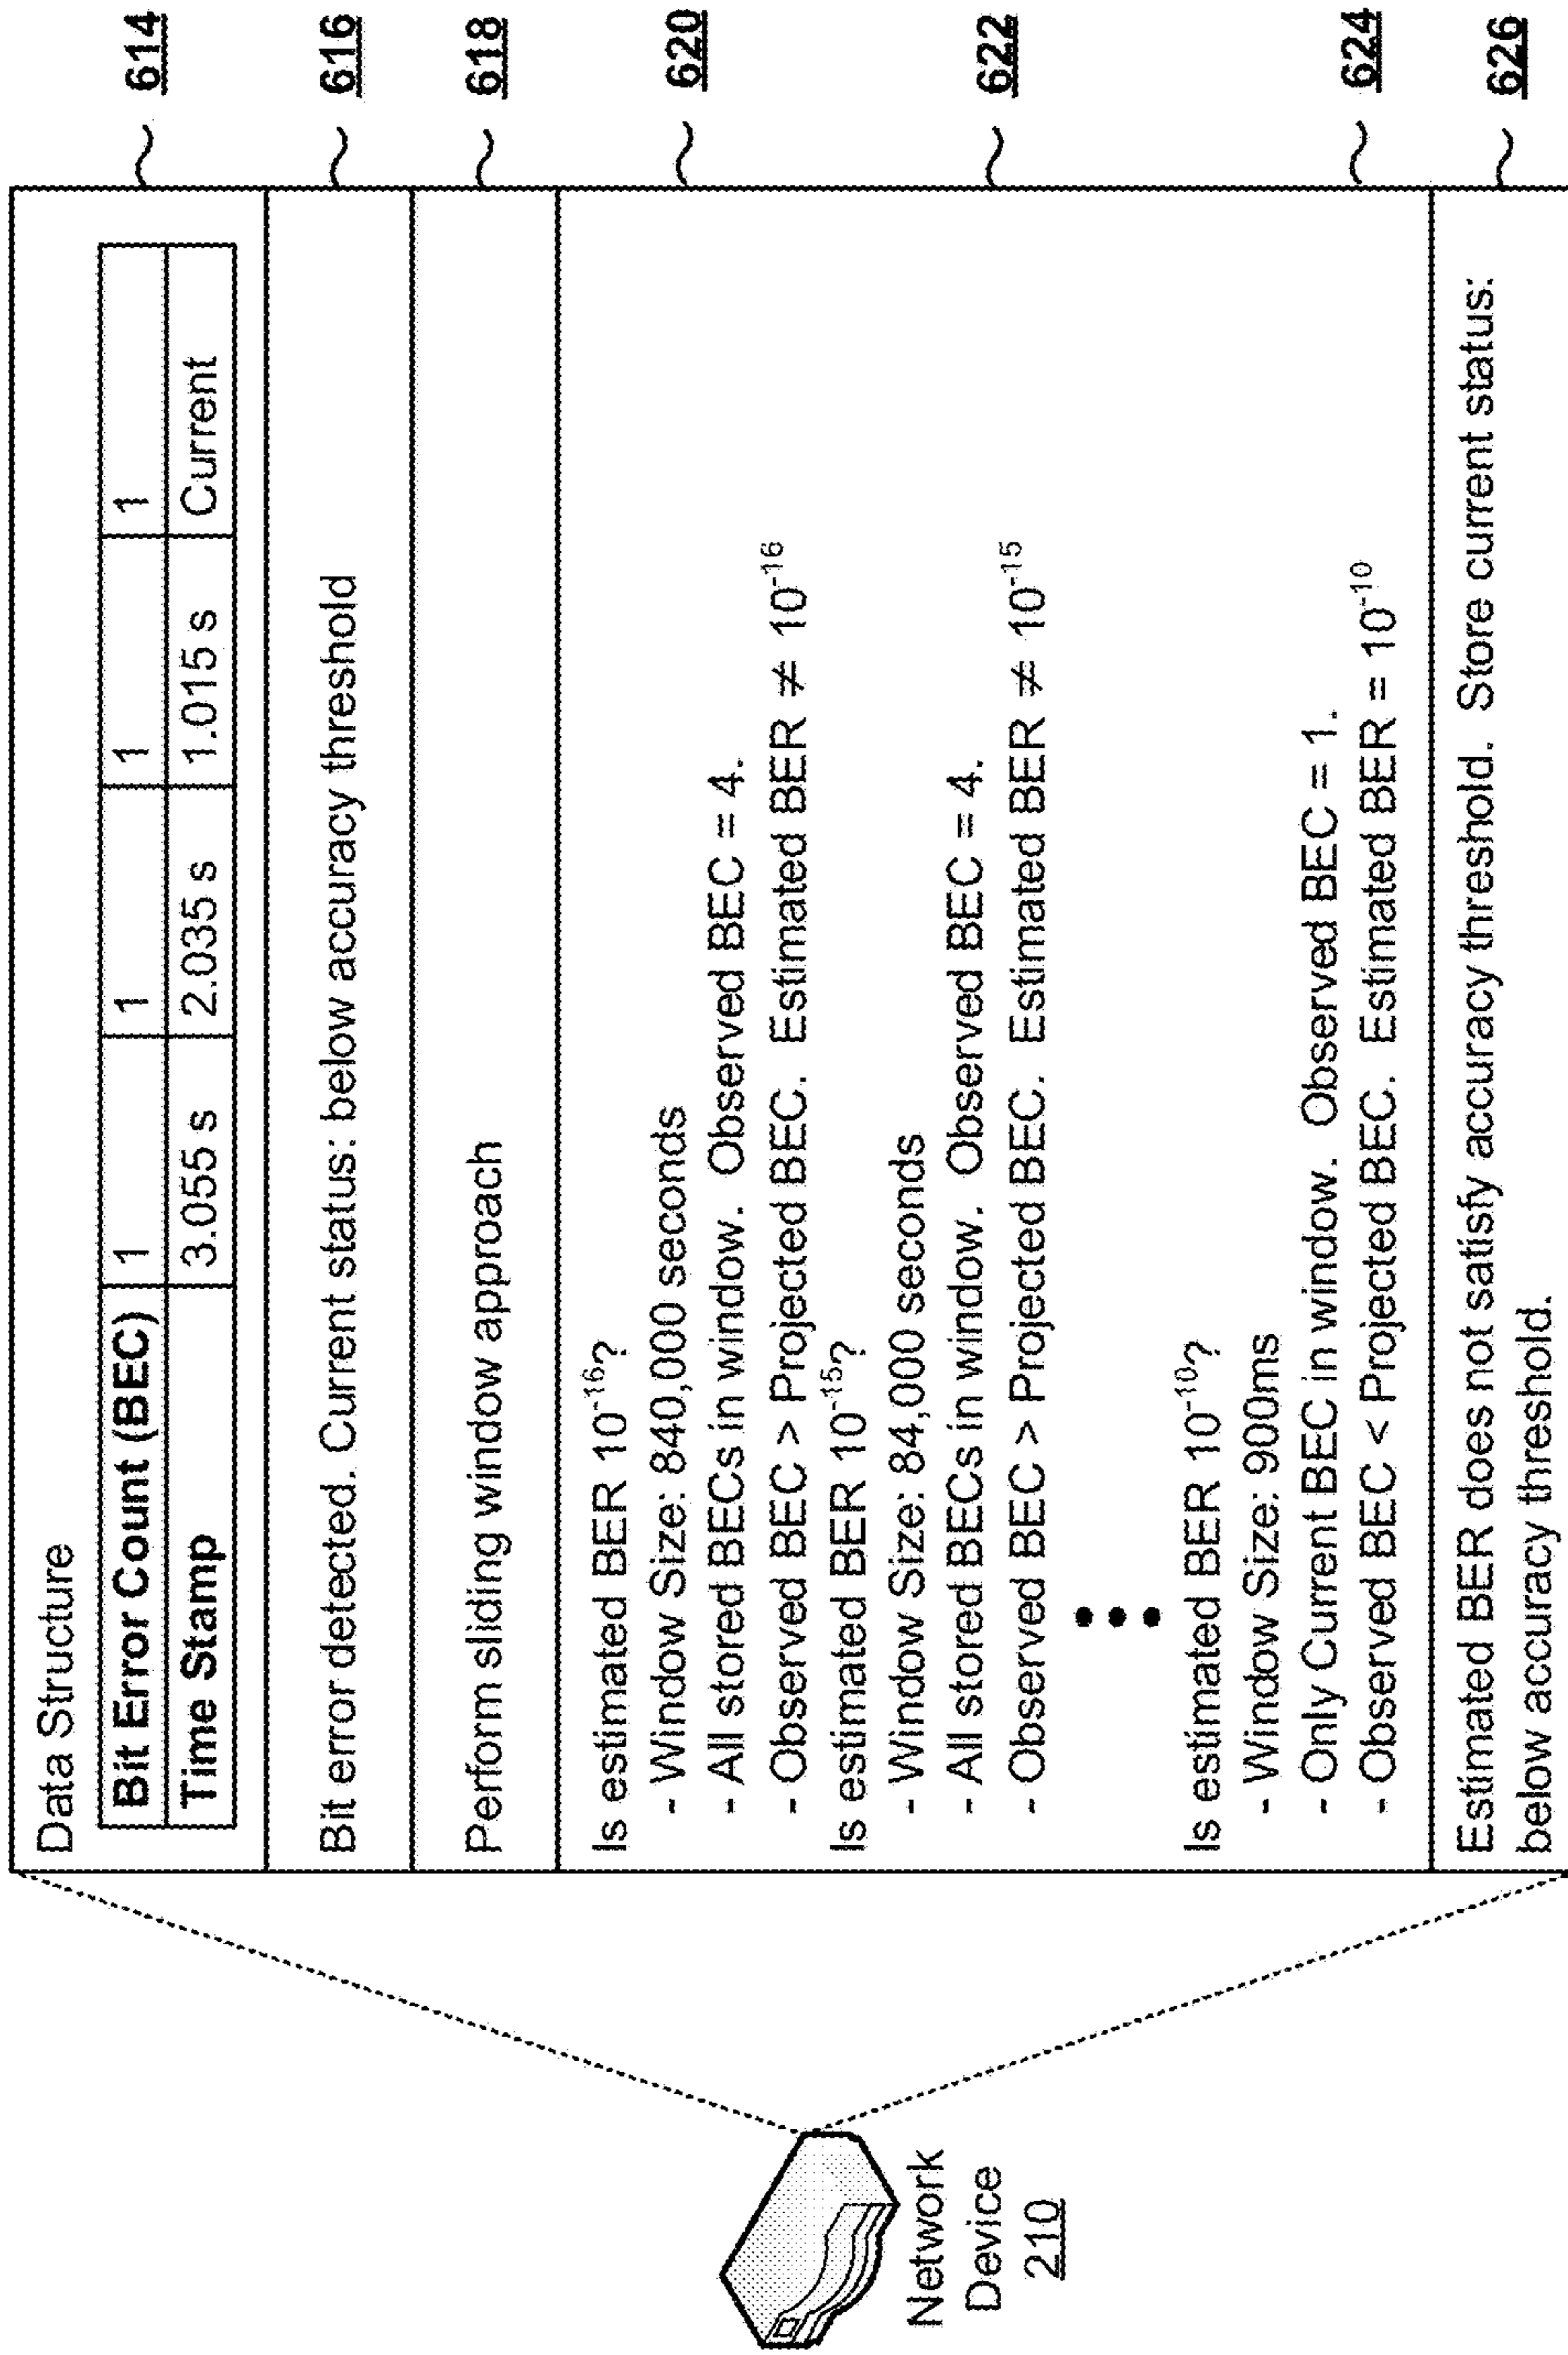 Data Structure
Bit Error Count (BEC) 1 1 1 1
Time Stamp 3.055 s 2.035 s 1.015 s Current
614
Bit error detected. Current status: below accuracy threshold
616
Perform sliding window approach
618
Is estimated BER 10⁻¹⁶?
- Window Size: 840,000 seconds
- All stored BECs in window. Observed BEC = 4.
- Observed BEC > Projected BEC. Estimated BER ≠ 10⁻¹⁶
620
Is estimated BER 10⁻¹⁵?
- Window Size: 84,000 seconds
- All stored BECs in window. Observed BEC = 4.
- Observed BEC > Projected BEC. Estimated BER ≠ 10⁻¹⁵
622
Is estimated BER 10⁻¹⁰?
- Window Size: 900ms
- Only Current BEC in window. Observed BEC = 1.
- Observed BEC < Projected BEC. Estimated BER = 10⁻¹⁰
624
Estimated BER does not satisfy accuracy threshold. Store current status:
below accuracy threshold.
626
Network
Device
210